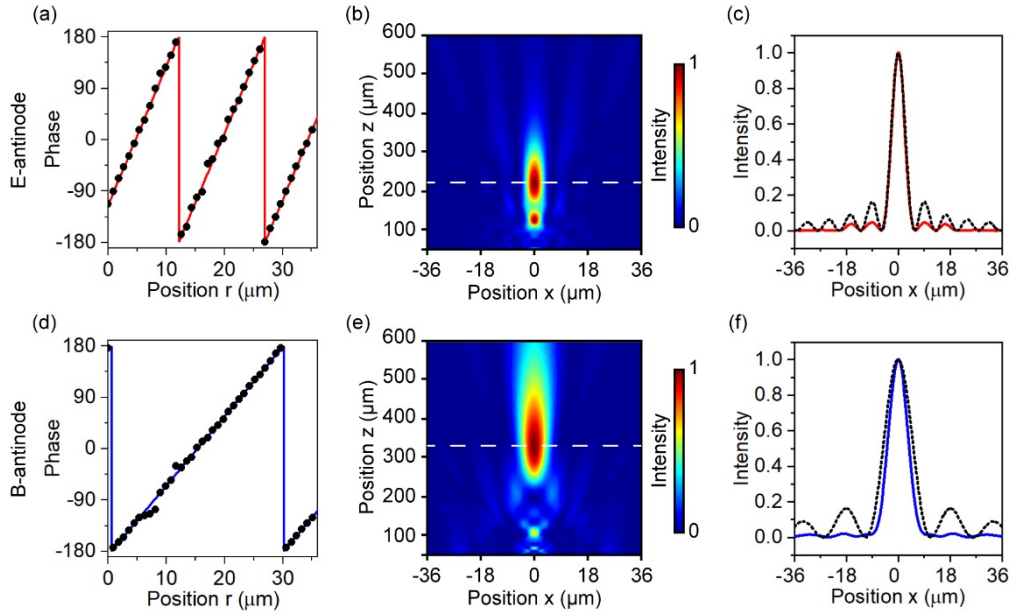 (a)
E-antinode
Phase
180
90
0
-90
-180
0 10 20 30
Position r (µm)
(b)
Position z (µm)
600
500
400
300
200
100
-36 -18 0 18 36
Position x (µm)
1
Intensity
0
(c)
Intensity
1.0
0.8
0.6
0.4
0.2
0.0
-36 -18 0 18 36
Position x (µm)
(d)
B-antinode
Phase
180
90
0
-90
-180
0 10 20 30
Position r (µm)
(e)
Position z (µm)
600
500
400
300
200
100
-36 -18 0 18 36
Position x (µm)
1
Intensity
0
(f)
Intensity
1.0
0.8
0.6
0.4
0.2
0.0
-36 -18 0 18 36
Position x (µm)